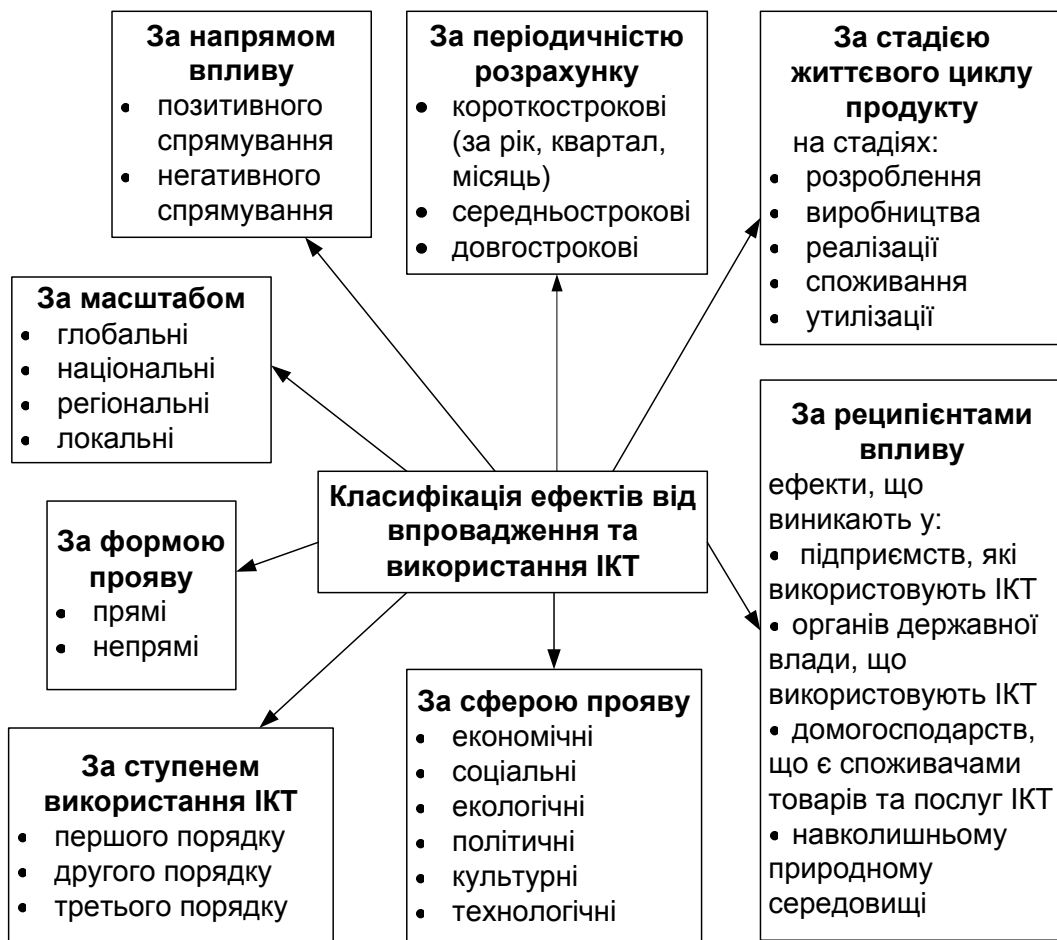 За напрямом
впливу
• позитивного
спрямування
• негативного
спрямування
За періодичністю
розрахунку
• короткострокові
(за рік, квартал,
місяць)
• середньострокові
• довгострокові
За стадією
життєвого циклу
продукту
на стадіях:
• розроблення
• виробництва
• реалізації
• споживання
• утилізації
За масштабом
• глобальні
• національні
• регіональні
• локальні
Класифікація ефектів від
впровадження та
використання ІКТ
За реципієнтами
впливу
ефекти, що
виникають у:
• підприємств, які
використовують ІКТ
• органів державної
влади, що
використовують ІКТ
• домогосподарств,
що є споживачами
товарів та послуг ІКТ
• навколишньому
природному
середовищі
За формою
прояву
• прямі
• непрямі
За ступенем
використання ІКТ
• першого порядку
• другого порядку
• третього порядку
За сферою прояву
• економічні
• соціальні
• екологічні
• політичні
• культурні
• технологічні